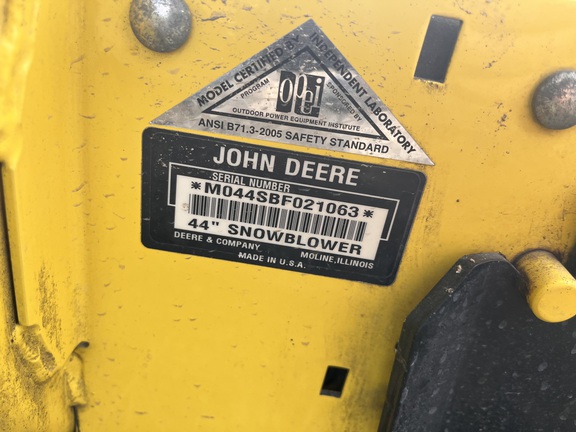 MODEL CERTIFIED BY INDEPENDENT LABORATORY
PROGRAM SPONSORED BY
opei
OUTDOOR POWER EQUIPMENT INSTITUTE
ANSI B71.3-2005 SAFETY STANDARD
JOHN DEERE
SERIAL NUMBER
*M044SBF021063*
44" SNOWBLOWER
DEERE & COMPANY MOLINE, ILLINOIS
MADE IN U.S.A.